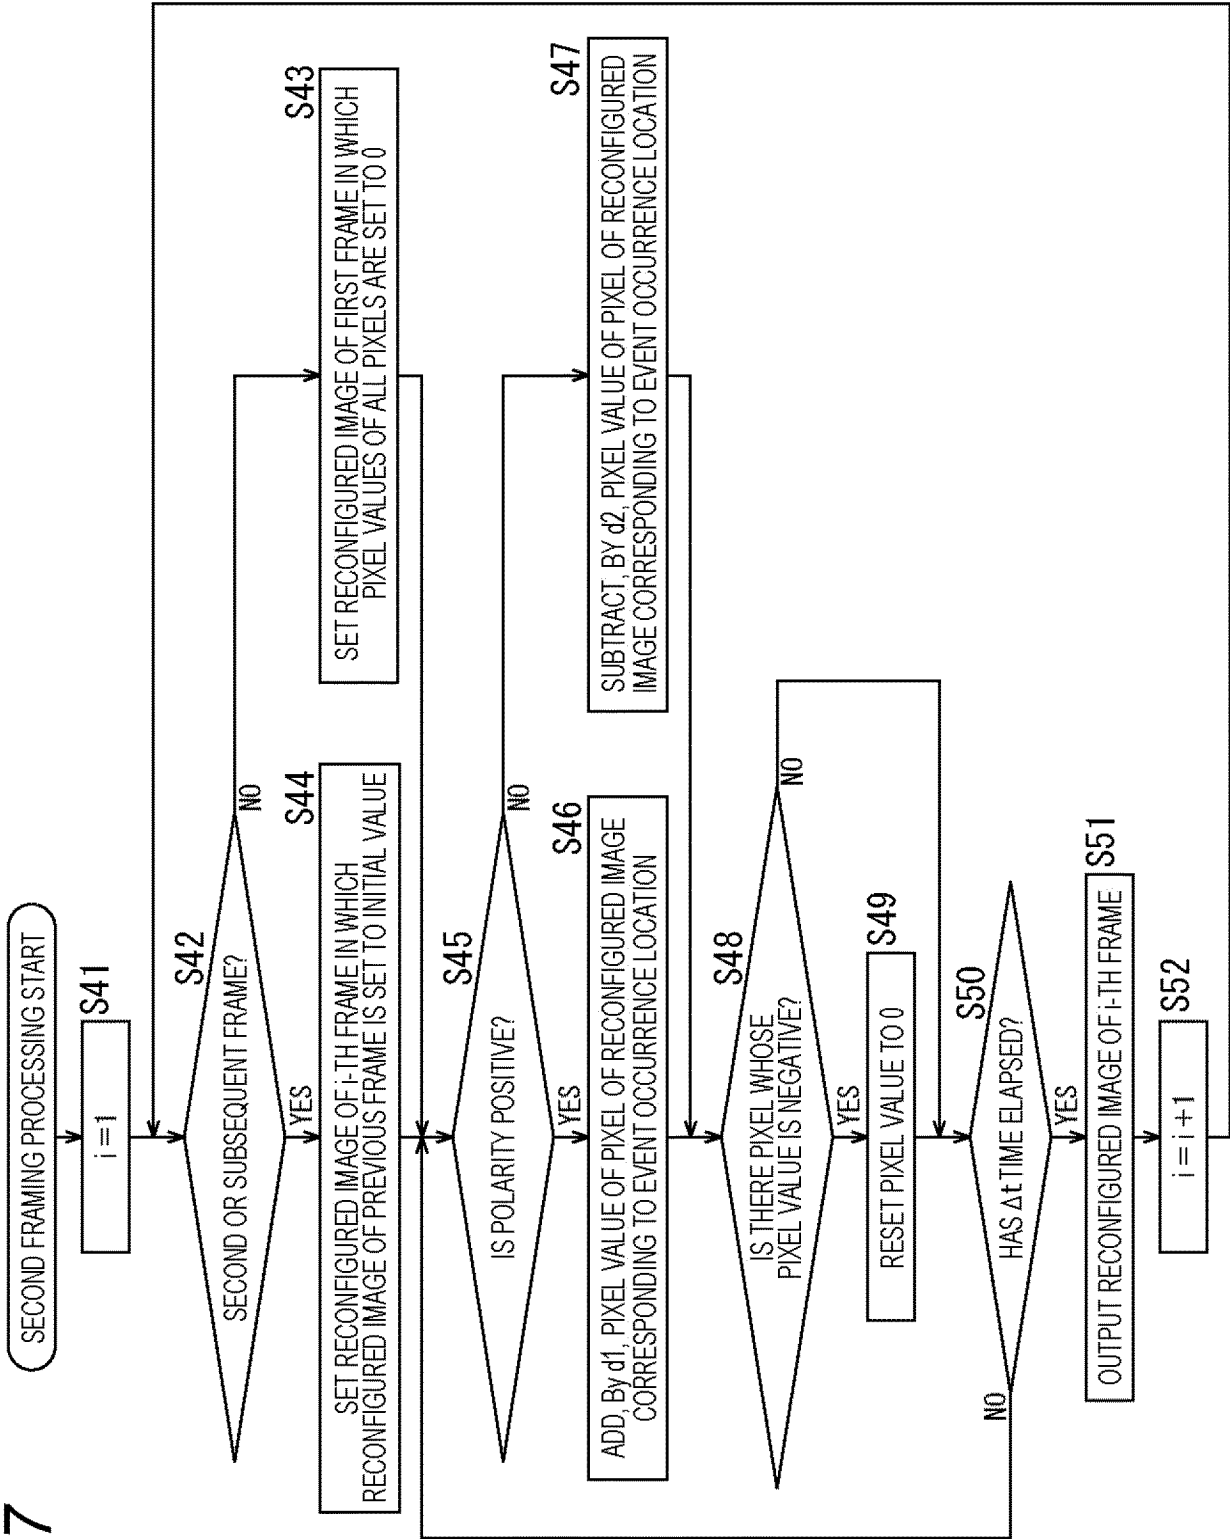 7
SECOND FRAMING PROCESSING START
S41
i=1
S42
SECOND OR SUBSEQUENT FRAME?
NO
YES
S43
SET RECONFIGURED IMAGE OF FIRST FRAME IN WHICH
PIXEL VALUES OF ALL PIXELS ARE SET TO 0
S44
SET RECONFIGURED IMAGE OF i-TH FRAME IN WHICH
RECONFIGURED IMAGE OF PREVIOUS FRAME IS SET TO INITIAL VALUE
S45
IS POLARITY POSITIVE?
NO
YES
S46
ADD, By d1, PIXEL VALUE OF PIXEL OF RECONFIGURED IMAGE
CORRESPONDING TO EVENT OCCURRENCE LOCATION
S47
SUBTRACT, BY d2, PIXEL VALUE OF PIXEL OF RECONFIGURED
IMAGE CORRESPONDING TO EVENT OCCURRENCE LOCATION
S48
IS THERE PIXEL WHOSE
PIXEL VALUE IS NEGATIVE?
NO
YES
S49
RESET PIXEL VALUE TO 0
S50
HAS Δt TIME ELAPSED?
NO
YES
S51
OUTPUT RECONFIGURED IMAGE OF i-TH FRAME
S52
i=i+1